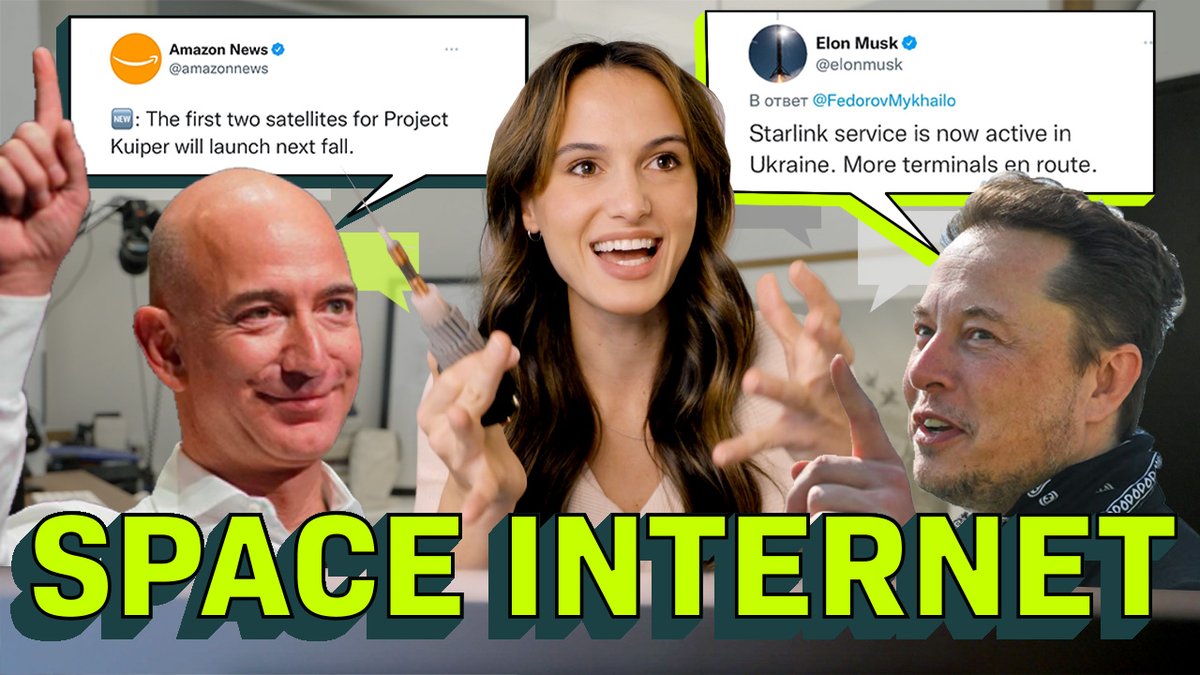 Amazon News
@amazonnews
🆕: The first two satellites for Project
Kuiper will launch next fall.
Elon Musk
@elonmusk
В ответ @FedorovMykhailo
Starlink service is now active in
Ukraine. More terminals en route.
SPACE INTERNET